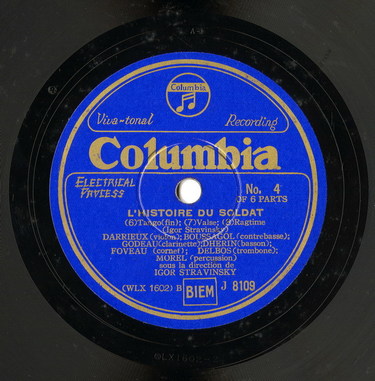 Columbia
Viva-tonal Recording
Columbia
ELECTRICAL PROCESS
No. 4
OF 6 PARTS
L'HISTOIRE DU SOLDAT
(6)Tango(fin); (7)Valse; (8)Ragtime
(Igor Stravinsky)
DARRIEUX(violon); BOUSSAGOL(contrebasse);
GODEAU(clarinette); DHERIN(basson);
FOVEAU (cornet); DELBOS(trombone);
MOREL (percussion)
sous la direction de
IGOR STRAVINSKY
(WLX 1602) B BIEM J 8109